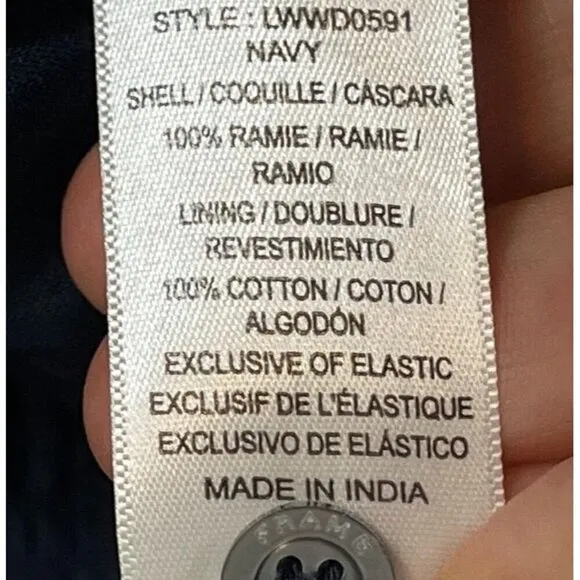 STYLE : LWWD0591
NAVY
SHELL / COQUILLE / CÁSCARA
100% RAMIE / RAMIE /
RAMIO
LINING / DOUBLURE /
REVESTIMIENTO
100% COTTON / COTON /
ALGODÓN
EXCLUSIVE OF ELASTIC
EXCLUSIF DE L'ÉLASTIQUE
EXCLUSIVO DE ELÁSTICO
MADE IN INDIA
FRAME